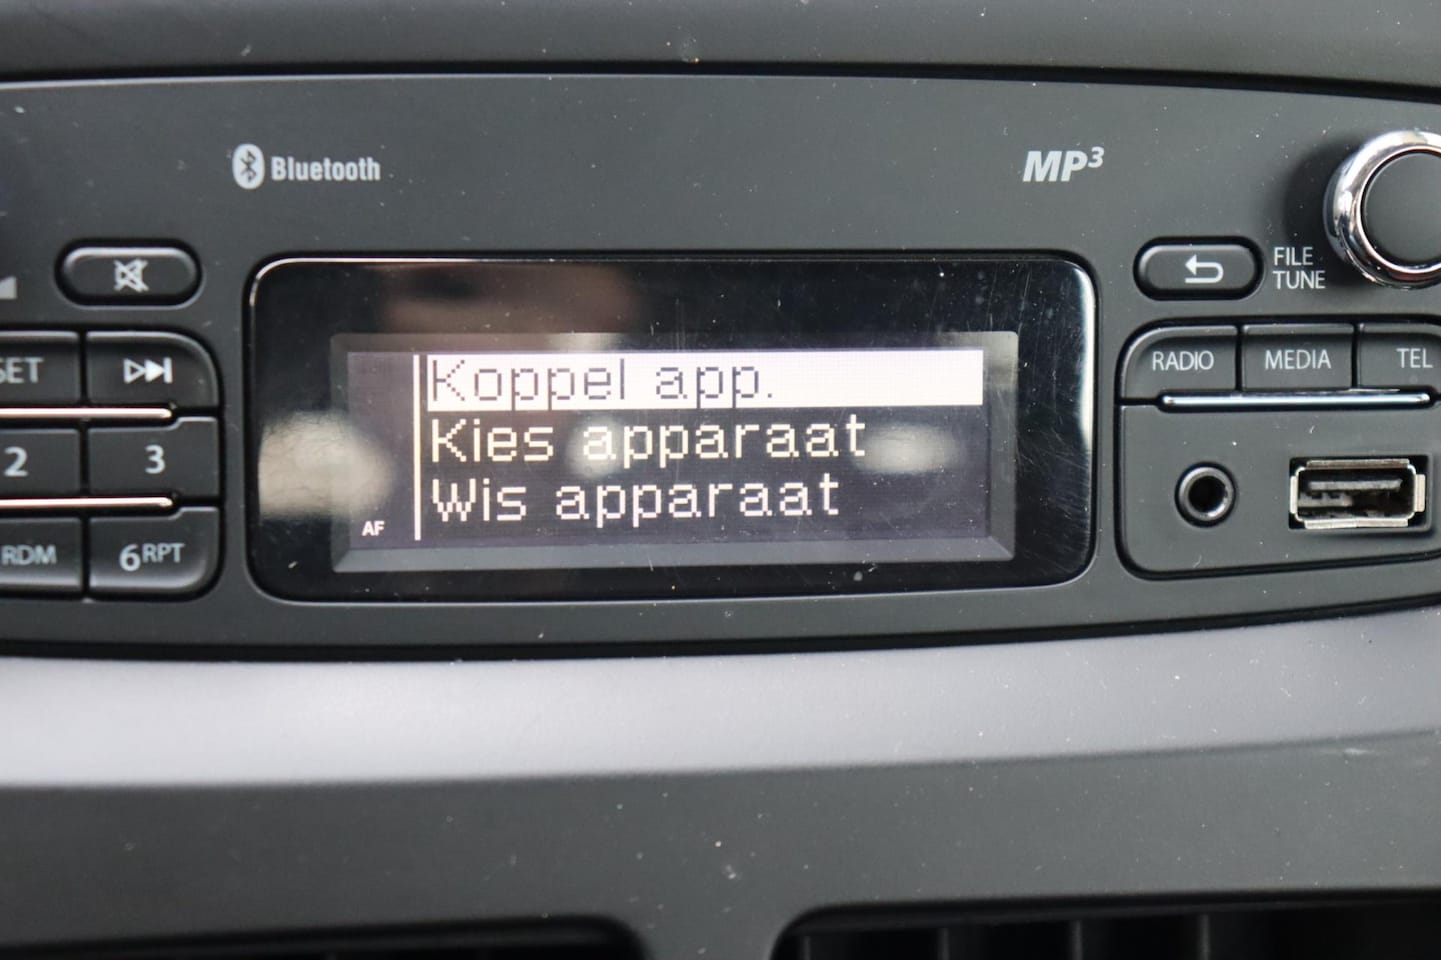 Bluetooth
MP3
FILE
TUNE
SET
RADIO
MEDIA
TEL
Koppel app.
Kies apparaat
Wis apparaat
2
3
AF
RDM
6RPT